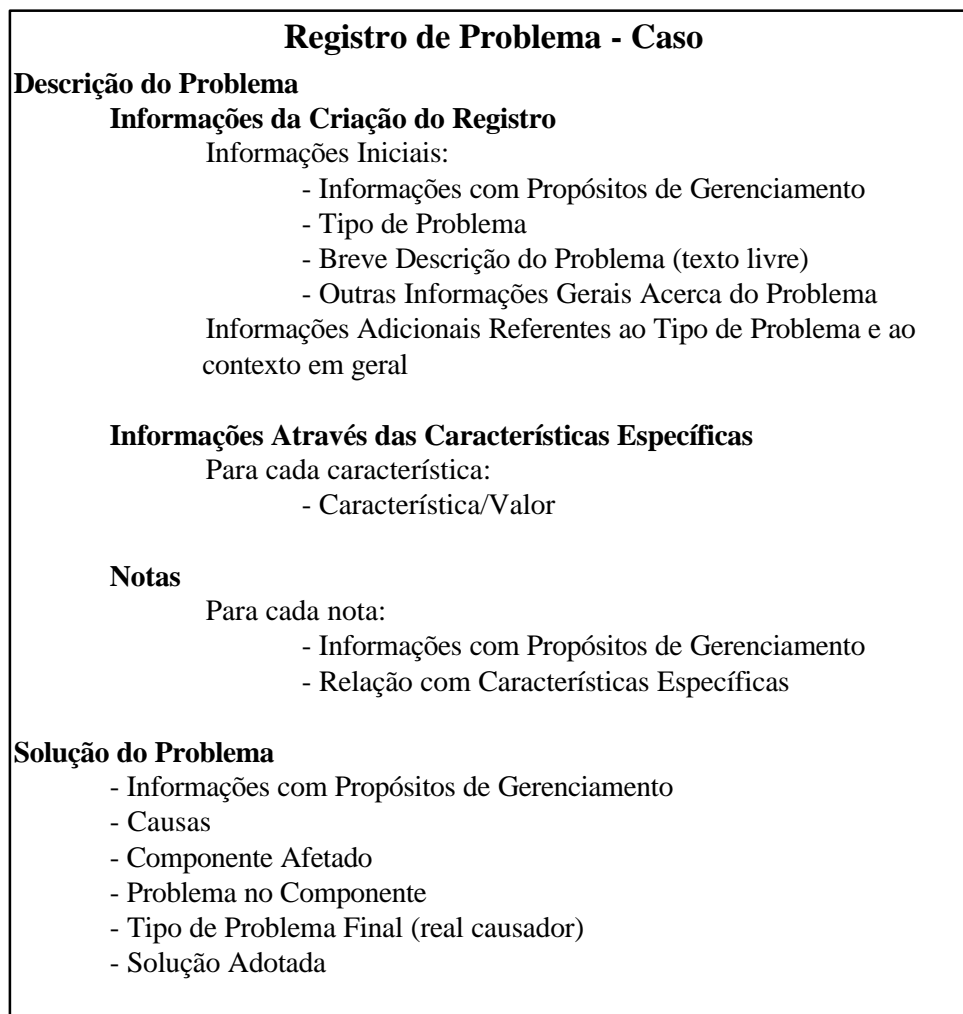 Registro de Problema - Caso
Descrição do Problema
Informações da Criação do Registro
Informações Iniciais:
- Informações com Propósitos de Gerenciamento
- Tipo de Problema
- Breve Descrição do Problema (texto livre)
- Outras Informações Gerais Acerca do Problema
Informações Adicionais Referentes ao Tipo de Problema e ao
contexto em geral
Informações Através das Características Específicas
Para cada característica:
- Característica/Valor
Notas
Para cada nota:
- Informações com Propósitos de Gerenciamento
- Relação com Características Específicas
Solução do Problema
- Informações com Propósitos de Gerenciamento
- Causas
- Componente Afetado
- Problema no Componente
- Tipo de Problema Final (real causador)
- Solução Adotada